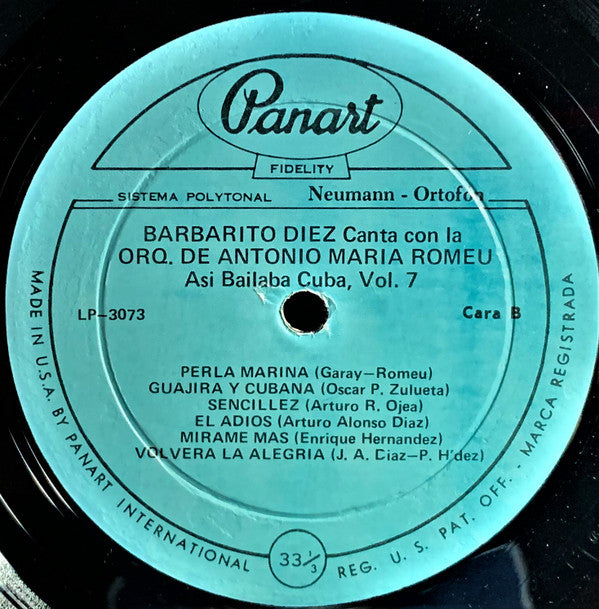 Panart
FIDELITY
SISTEMA POLYTONAL Neumann - Ortofon
BARBARITO DIEZ Canta con la
ORQ. DE ANTONIO MARIA ROMEU
Asi Bailaba Cuba, Vol. 7
LP-3073 Cara B
PERLA MARINA (Garay-Romeu)
GUAJIRA Y CUBANA (Oscar P. Zulueta)
SENCILLEZ (Arturo R. Ojea)
EL ADIOS (Arturo Alonso Diaz)
MIRAME MAS (Enrique Hernandez)
VOLVERA LA ALEGRIA (J. A. Diaz-P. H'dez)
MADE IN U.S.A. BY PANART INTERNATIONAL
33 1/3
REG. U. S. PAT. OFF. - MARCA REGISTRADA